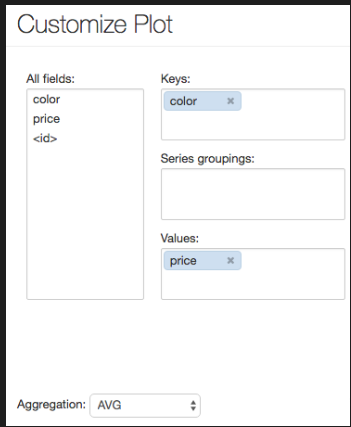 Customize Plot
All fields:
color
price
<id>
Keys:
color ×
Series groupings:
Values:
price ×
Aggregation: AVG